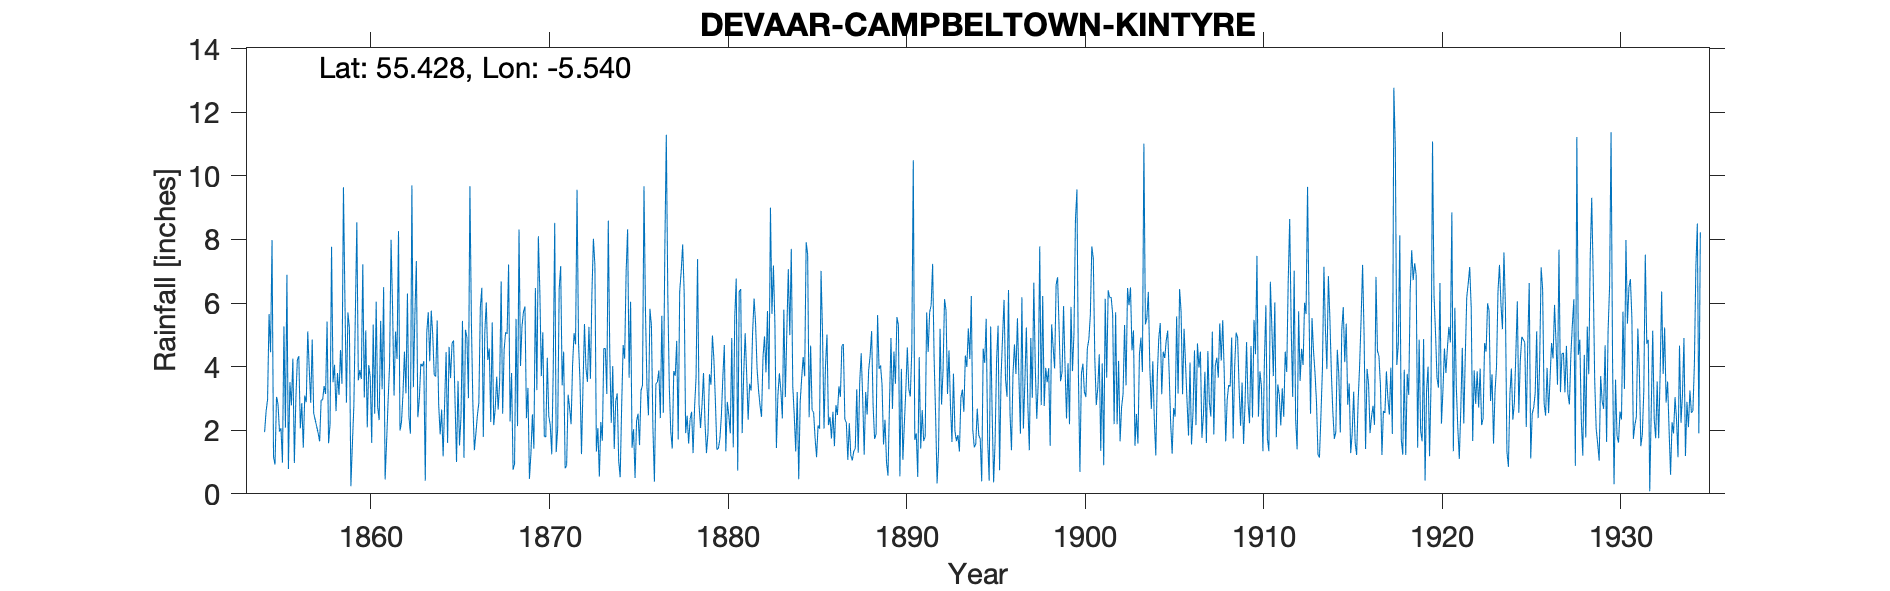 DEVAAR-CAMPBELTOWN-KINTYRE
Lat: 55.428, Lon: -5.540
Rainfall [inches]
14
12
10
8
6
4
2
0
1860 1870 1880 1890 1900 1910 1920 1930
Year